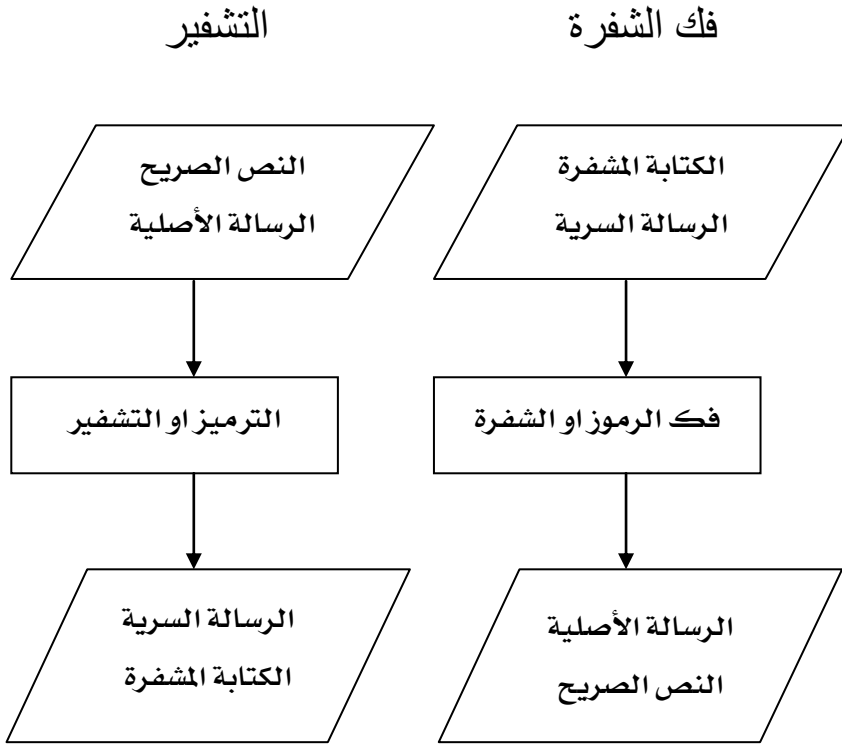 فك الشفرة
الكتابة المشفرة
الرسالة السرية
فك الرموز او الشفرة
الرسالة الأصلية
النص الصريح
التشفير
النص الصريح
الرسالة الأصلية
الترميز او التشفير
الرسالة السرية
الكتابة المشفرة